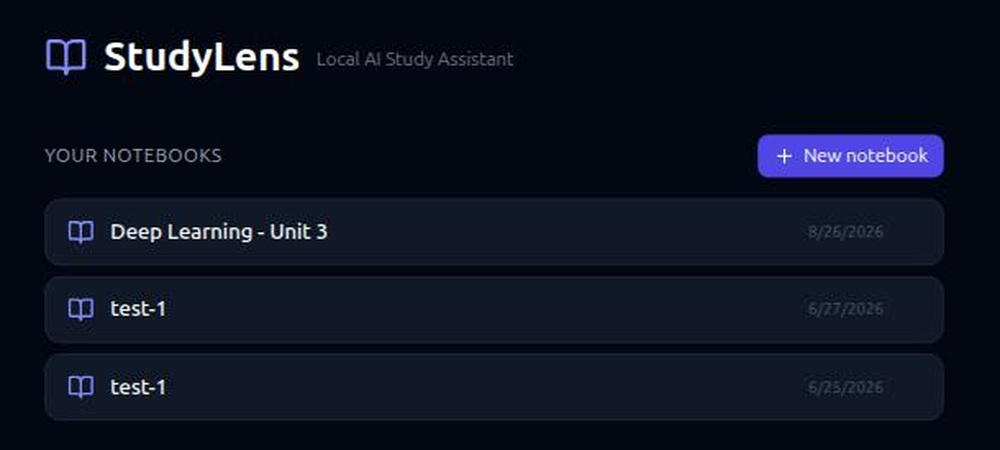 StudyLens Local AI Study Assistant
YOUR NOTEBOOKS
+ New notebook
Deep Learning - Unit 3 8/26/2026
test-1 6/27/2026
test-1 6/25/2026